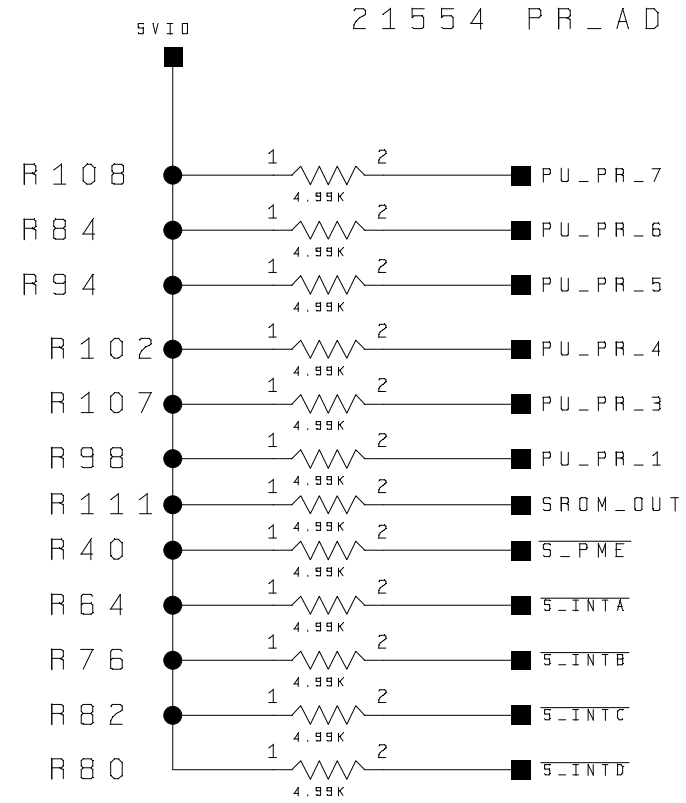 21554 PR_AD
SVIO
R108 1 2 PU_PR_7
4.99K
R84 1 2 PU_PR_6
4.99K
R94 1 2 PU_PR_5
4.99K
R102 1 2 PU_PR_4
4.99K
R107 1 2 PU_PR_3
4.99K
R98 1 2 PU_PR_1
4.99K
R111 1 2 SROM_OUT
4.99K
R40 1 2 S_PME
4.99K
R64 1 2 S_INTA
4.99K
R76 1 2 S_INTB
4.99K
R82 1 2 S_INTC
4.99K
R80 1 2 S_INTD
4.99K